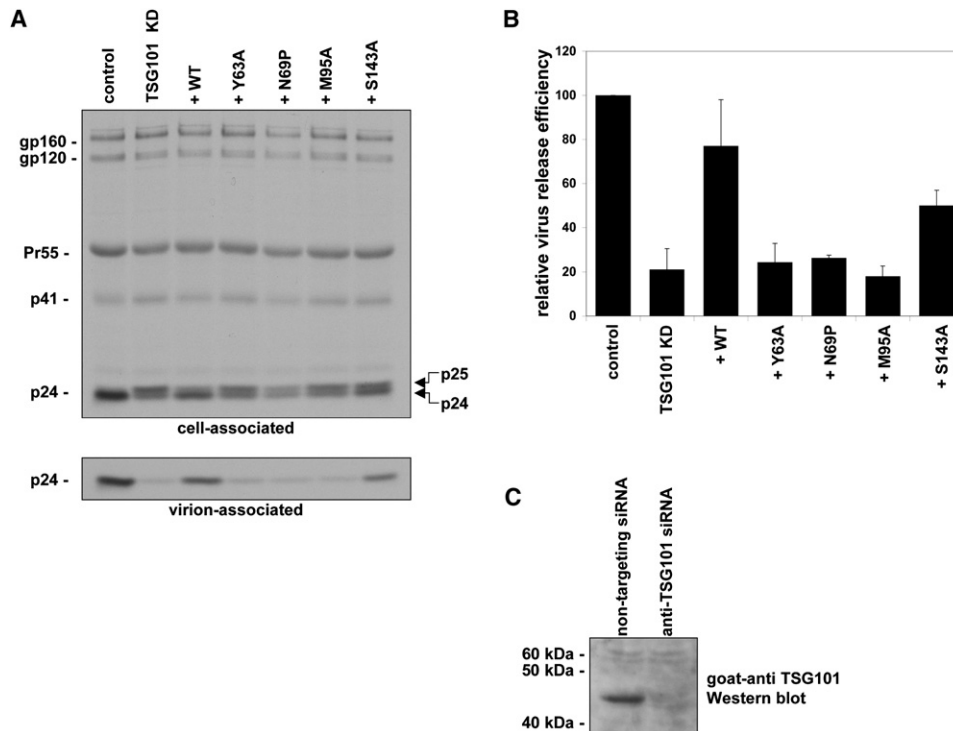 A
control
TSG101 KD
+ WT
+ Y63A
+ N69P
+ M95A
+ S143A
gp160 -
gp120 -
Pr55 -
p41 -
p24 -
p25
p24
cell-associated
p24 -
virion-associated
B
relative virus release efficiency
120
100
80
60
40
20
0
control
TSG101 KD
+ WT
+ Y63A
+ N69P
+ M95A
+ S143A
C
non-targeting siRNA
anti-TSG101 siRNA
60 kDa -
50 kDa -
40 kDa -
goat-anti TSG101
Western blot